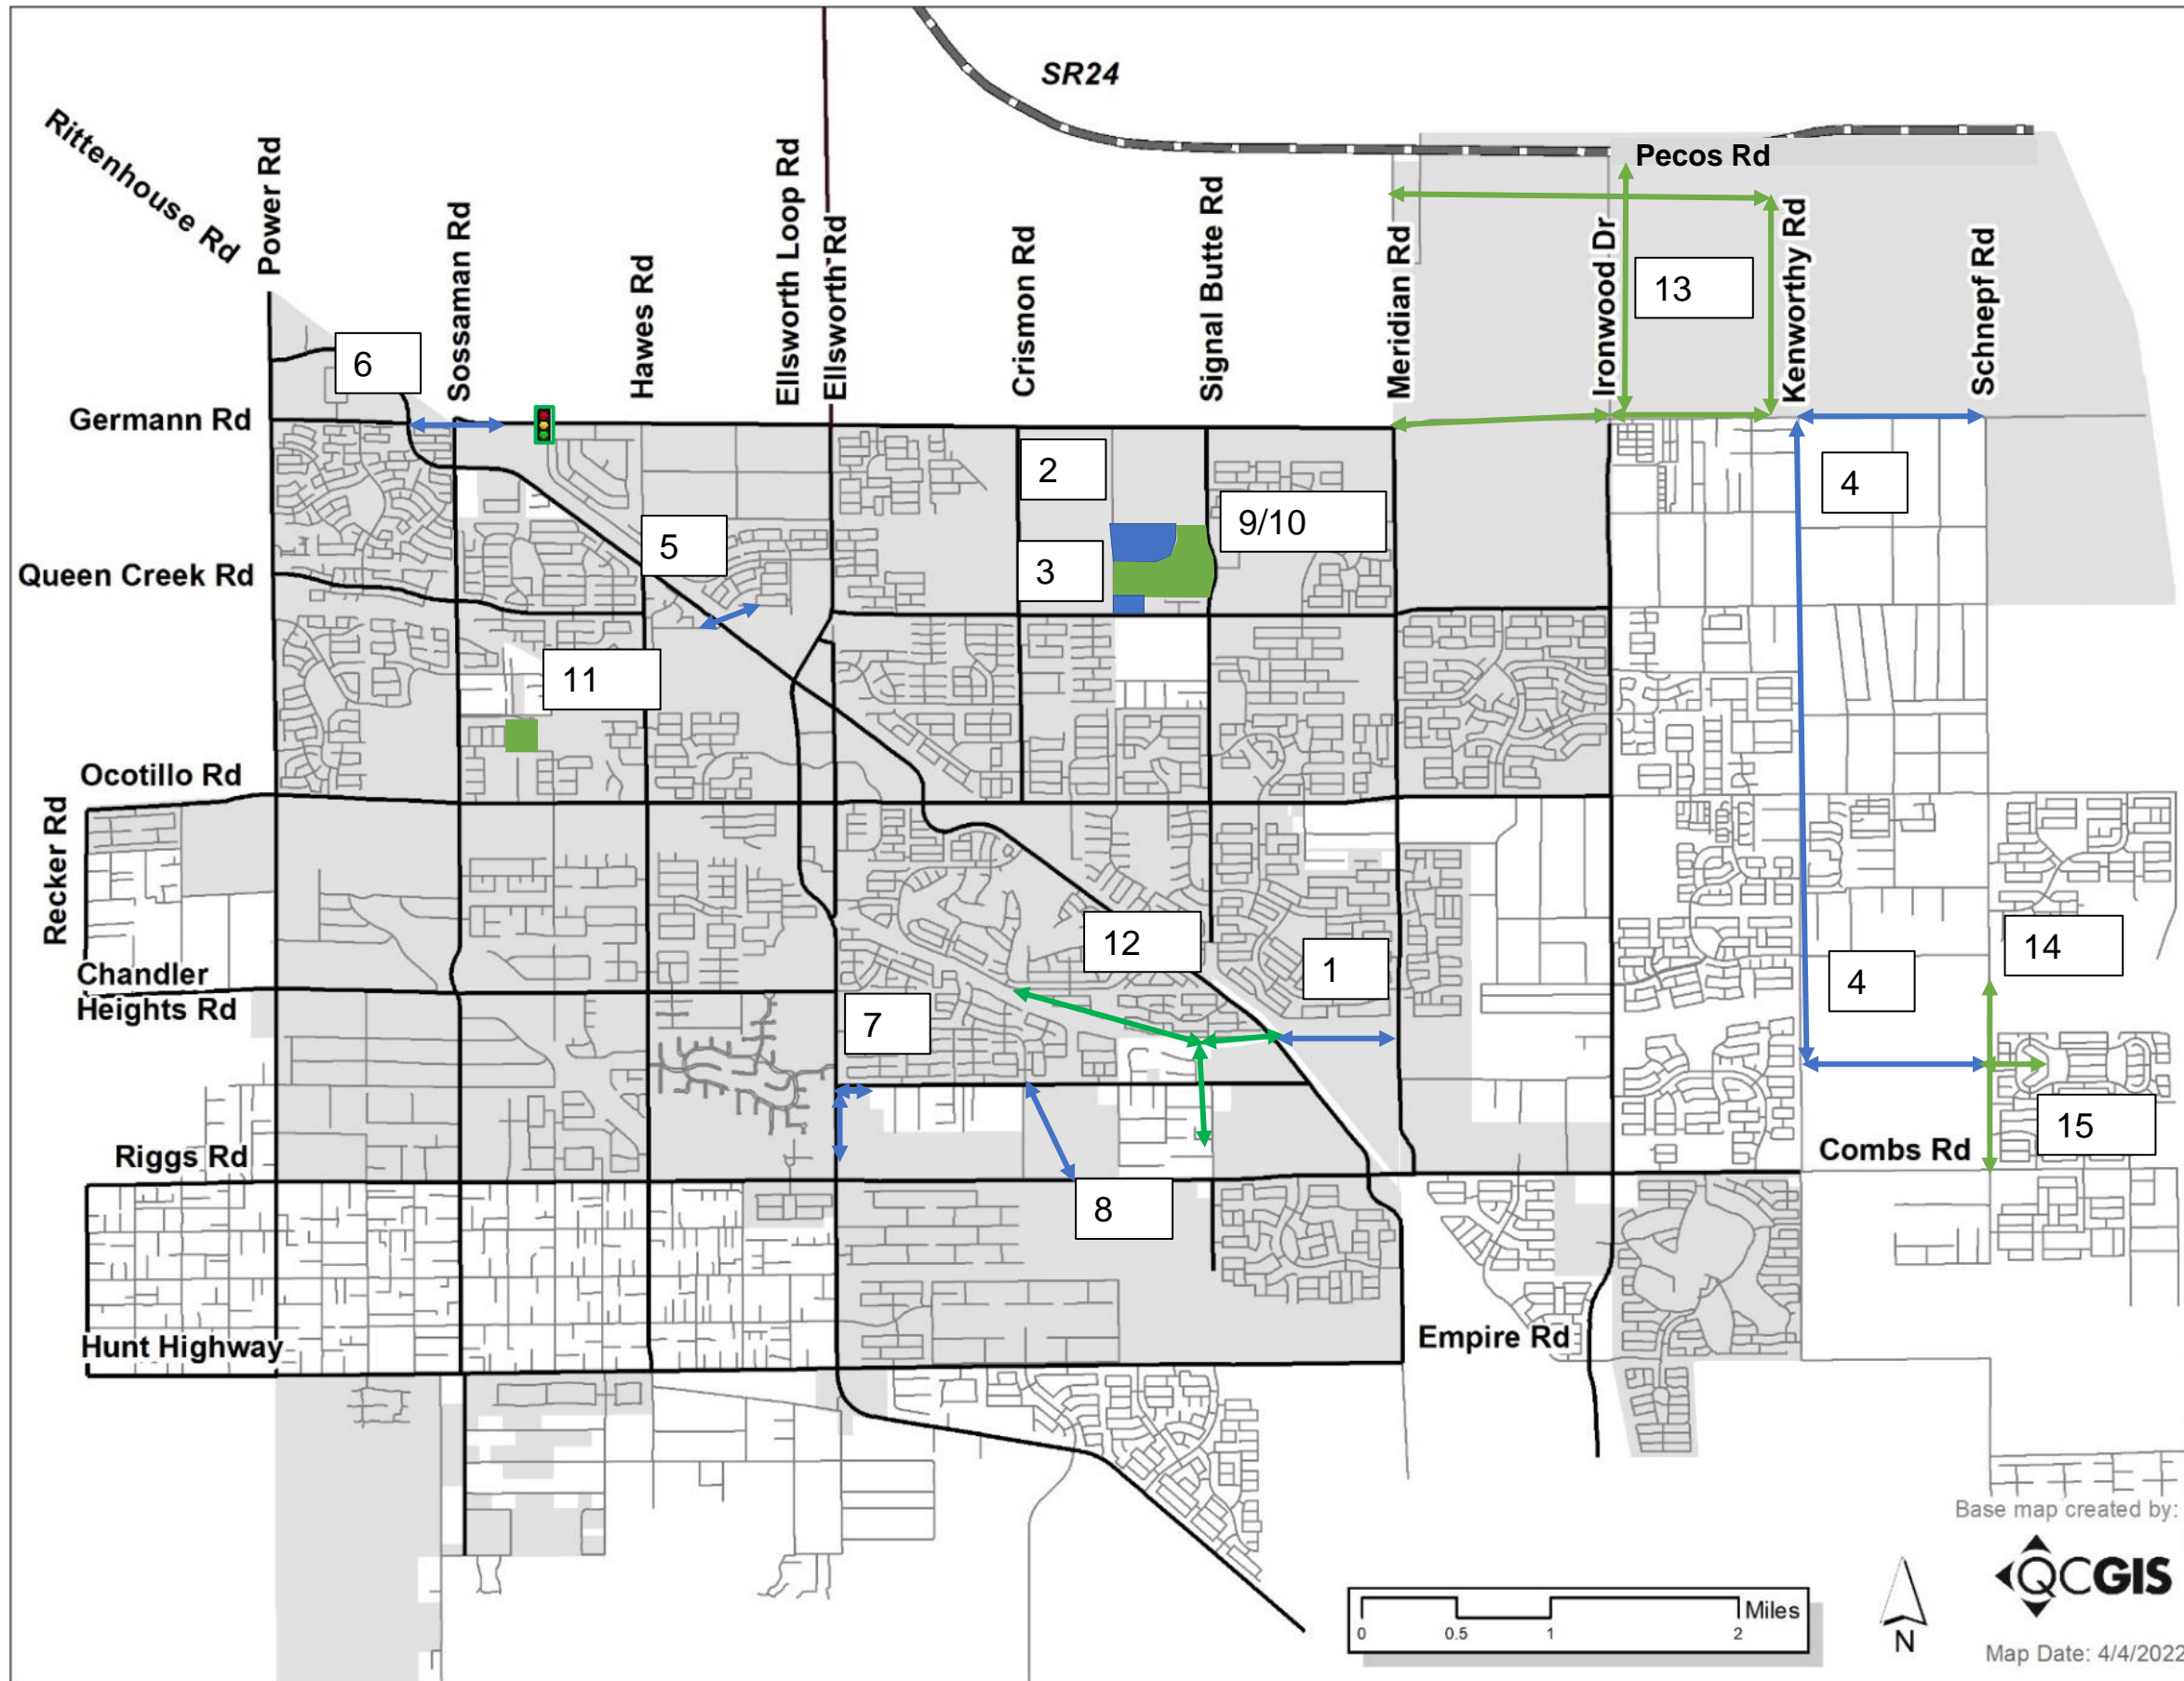 SR24
Pecos Rd
Rittenhouse Rd
Power Rd
Sossaman Rd
Hawes Rd
Ellsworth Loop Rd
Ellsworth Rd
Crismon Rd
Signal Butte Rd
Meridian Rd
Ironwood Dr
Kenworthy Rd
Schnepf Rd
13
6
Germann Rd
2
4
9/10
5
3
Queen Creek Rd
11
Ocotillo Rd
Recker Rd
12
14
1
4
Chandler
Heights Rd
7
15
Riggs Rd
Combs Rd
8
Hunt Highway
Empire Rd
Base map created by:
QCGIS
Miles
0 0.5 1 2
N
Map Date: 4/4/2022